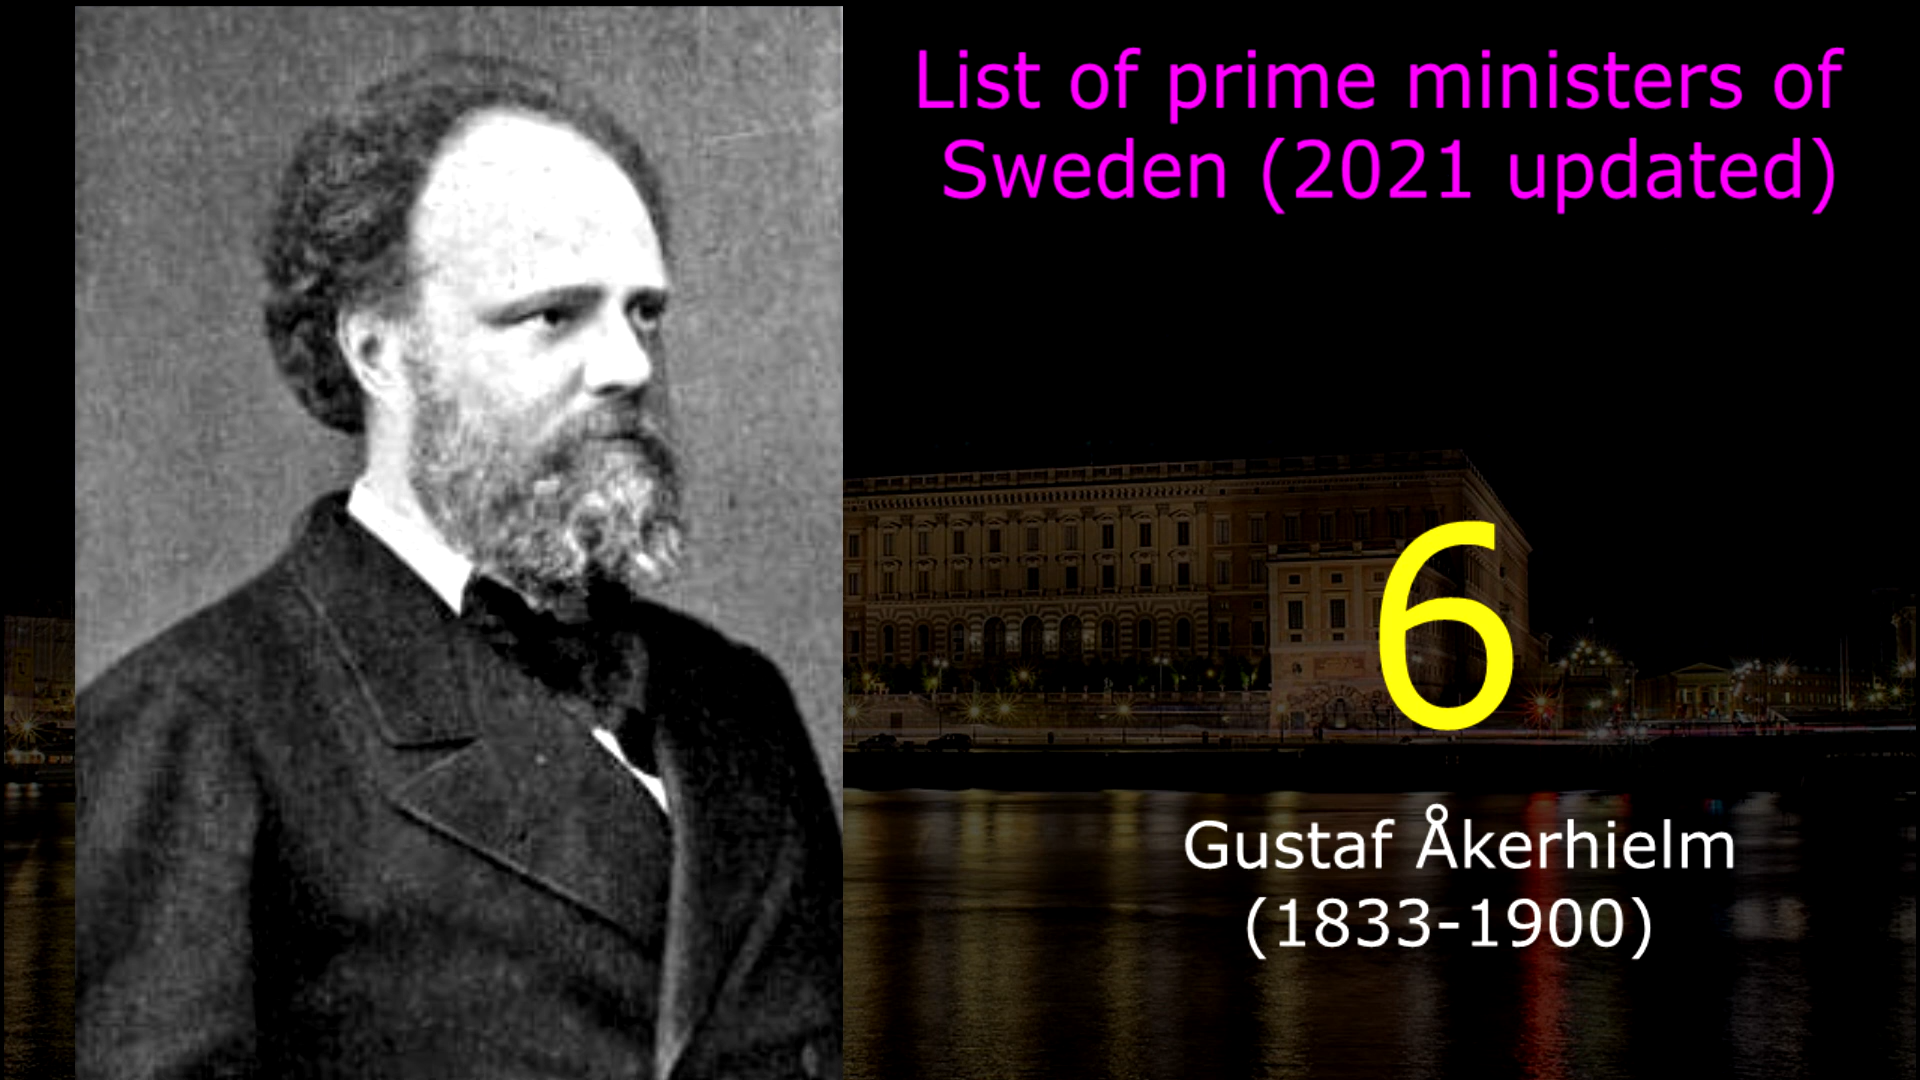 List of prime ministers of
Sweden (2021 updated)
6
Gustaf Åkerhielm
(1833-1900)